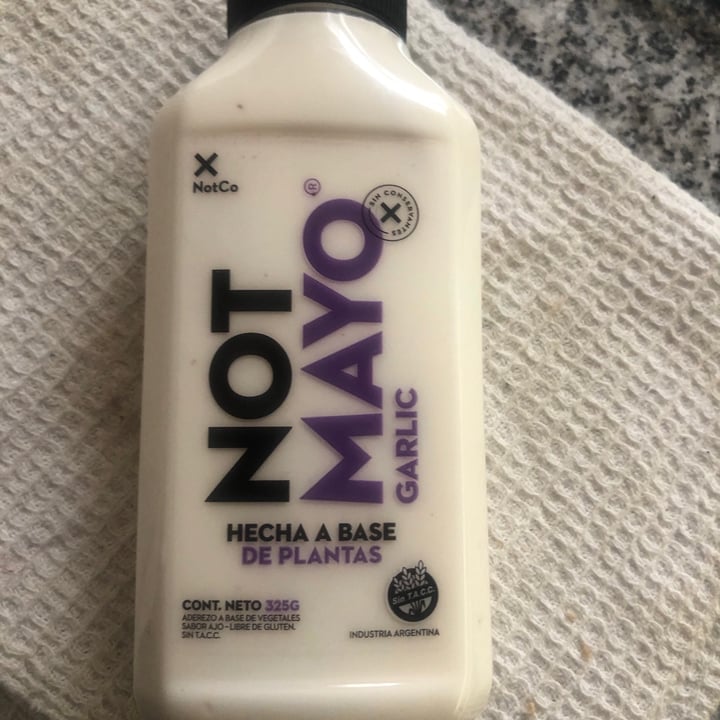 NotCo
NOT
MAYO®
GARLIC
SIN CONSERVANTES
HECHA A BASE
DE PLANTAS
CONT. NETO 325G
ADEREZO A BASE DE VEGETALES
SABOR AJO - LIBRE DE GLUTEN.
SIN T.A.C.C.
Sin T.A.C.C.
INDUSTRIA ARGENTINA